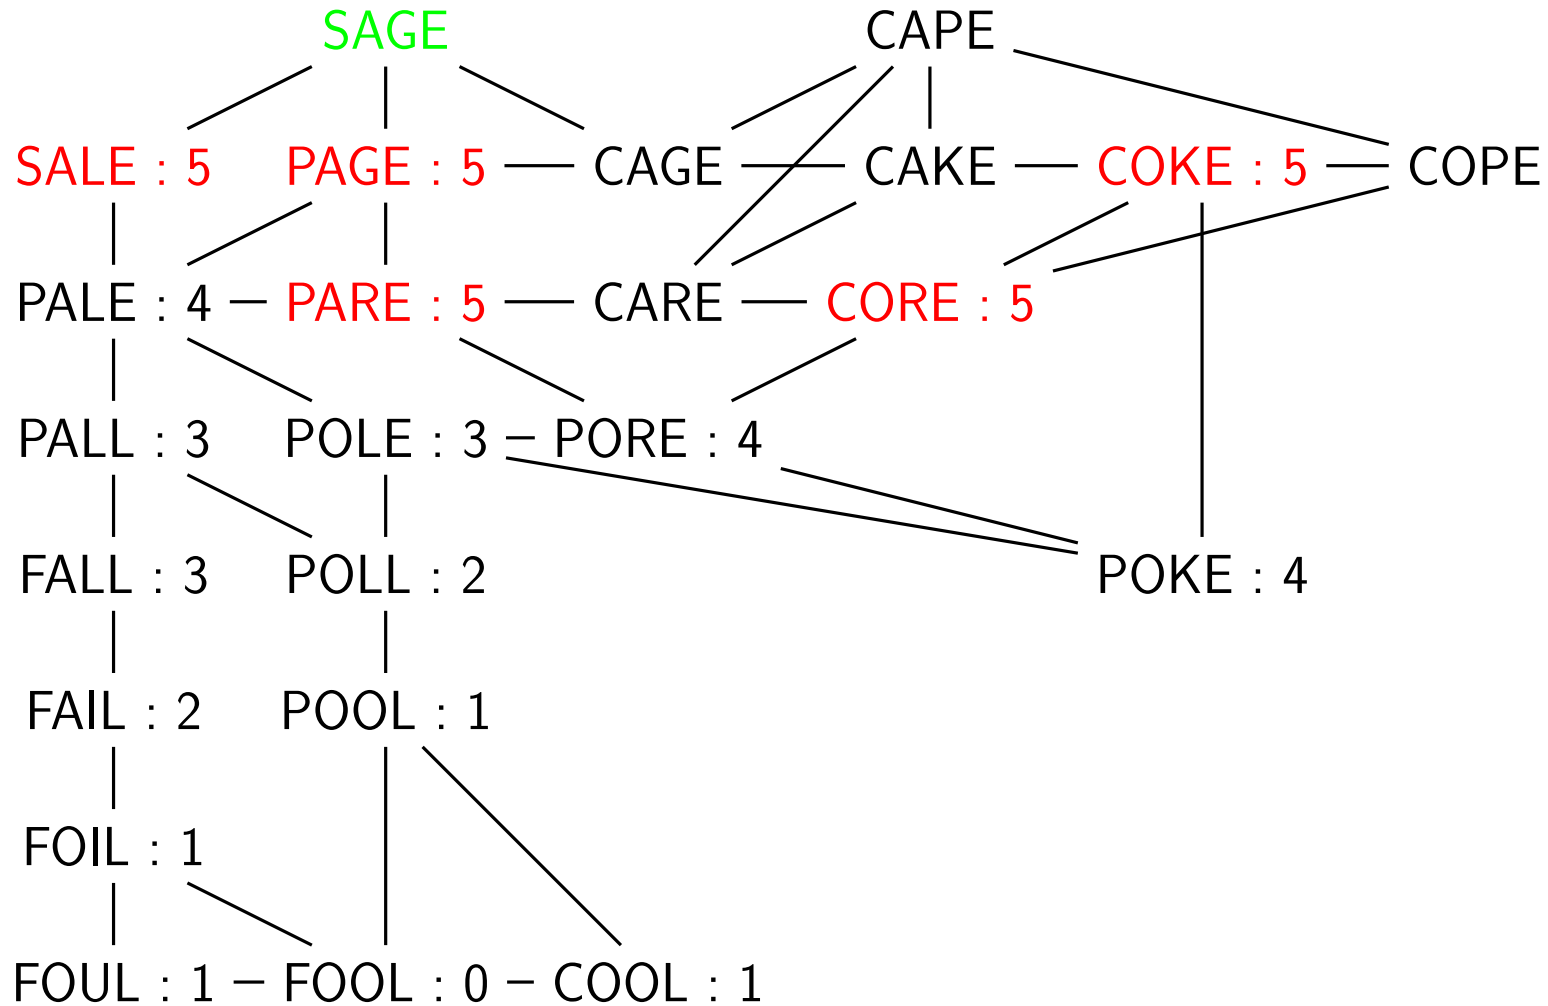 SAGE CAPE
SALE : 5 PAGE : 5 CAGE CAKE COKE : 5 COPE
PALE : 4 PARE : 5 CARE CORE : 5
PALL : 3 POLE : 3 PORE : 4
FALL : 3 POLL : 2 POKE : 4
FAIL : 2 POOL : 1
FOIL : 1
FOUL : 1 FOOL : 0 COOL : 1